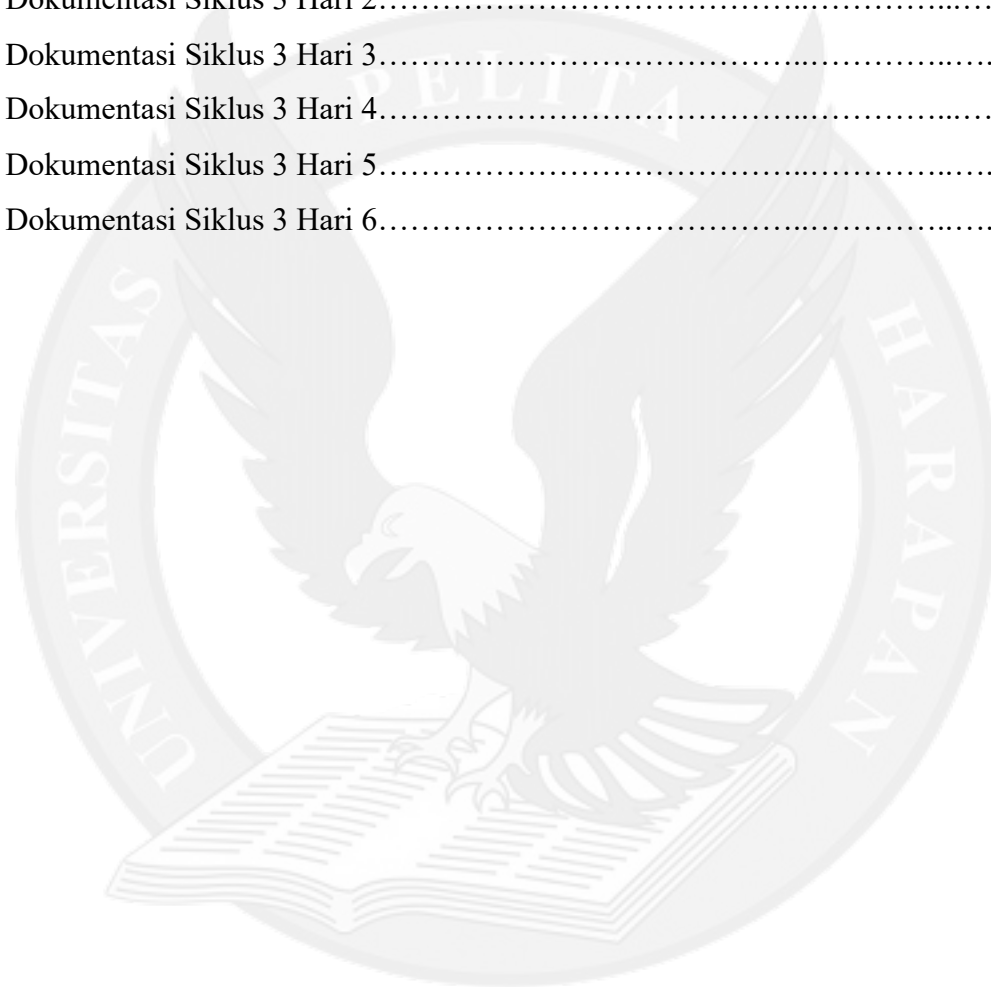 Dokumentasi Siklus 3 Hari 2……………………………………..…………...….
Dokumentasi Siklus 3 Hari 3……………………………………..…………..….
Dokumentasi Siklus 3 Hari 4……………………………………..…………...….
Dokumentasi Siklus 3 Hari 5……………………………………..…………..….
Dokumentasi Siklus 3 Hari 6……………………………………..…………..….
UNIVERSITAS PELITA HARAPAN